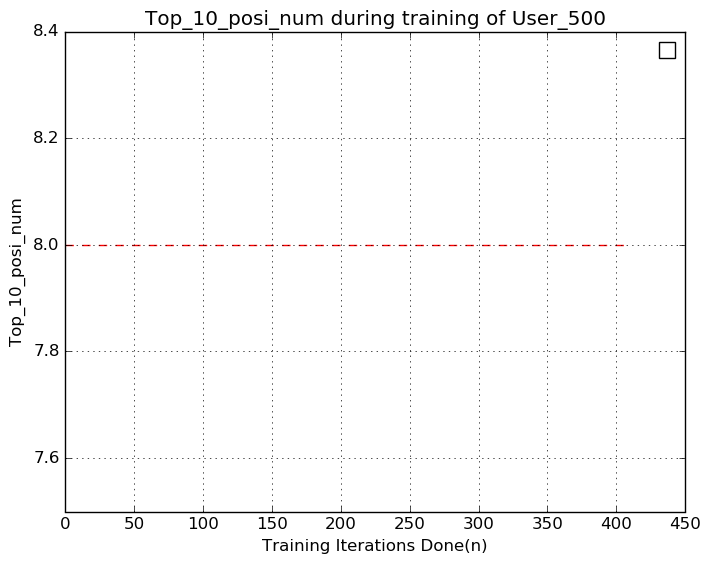 Top_10_posi_num during training of User_500
8.4
8.2
8.0
7.8
7.6
Top_10_posi_num
0 50 100 150 200 250 300 350 400 450
Training Iterations Done(n)